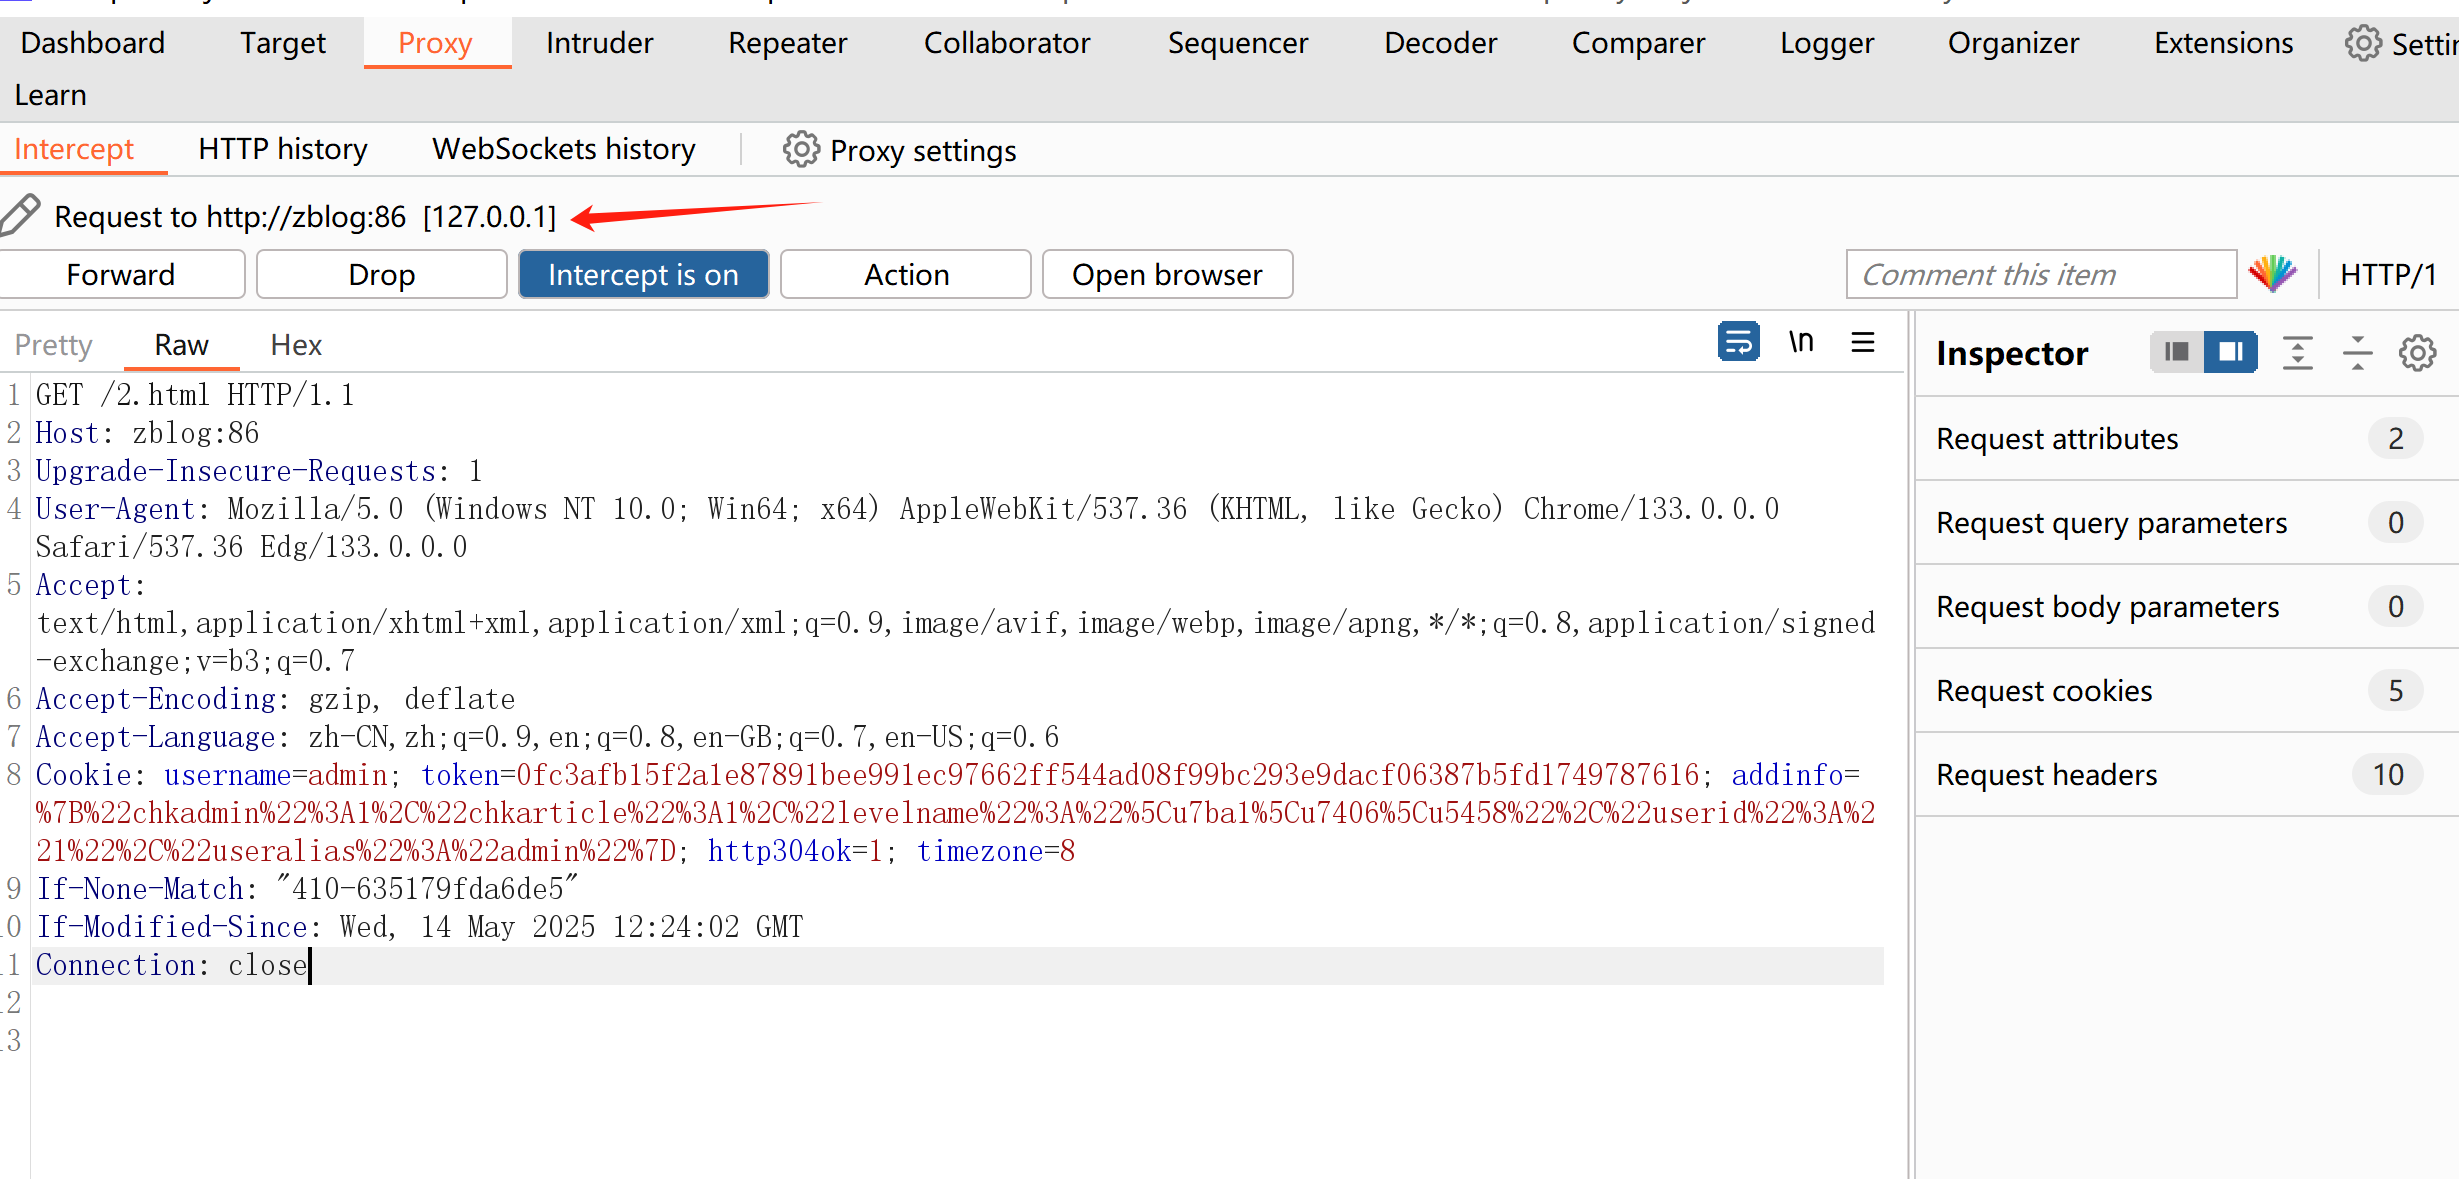 Dashboard Target Proxy Intruder Repeater Collaborator Sequencer Decoder Comparer Logger Organizer Extensions
Learn
Intercept HTTP history WebSockets history Proxy settings
Request to http://zblog:86 [127.0.0.1]
Forward Drop Intercept is on Action Open browser Comment this item HTTP/1
Pretty Raw Hex \n
Inspector
1 GET /2.html HTTP/1.1
2 Host: zblog:86
3 Upgrade-Insecure-Requests: 1
4 User-Agent: Mozilla/5.0 (Windows NT 10.0; Win64; x64) AppleWebKit/537.36 (KHTML, like Gecko) Chrome/133.0.0.0
Safari/537.36 Edg/133.0.0.0
5 Accept:
text/html,application/xhtml+xml,application/xml;q=0.9,image/avif,image/webp,image/apng,*/*;q=0.8,application/signed
-exchange;v=b3;q=0.7
6 Accept-Encoding: gzip, deflate
7 Accept-Language: zh-CN,zh;q=0.9,en;q=0.8,en-GB;q=0.7,en-US;q=0.6
8 Cookie: username=admin; token=0fc3afb15f2a1e87891bee991ec97662ff544ad08f99bc293e9dacf06387b5fd1749787616; addinfo=
%7B%22chkadmin%22%3A1%2C%22chkarticle%22%3A1%2C%22levelname%22%3A%22%5Cu7ba1%5Cu7406%5Cu5458%22%2C%22userid%22%3A%2
21%22%2C%22useralias%22%3A%22admin%22%7D; http304ok=1; timezone=8
9 If-None-Match: "410-635179fda6de5"
0 If-Modified-Since: Wed, 14 May 2025 12:24:02 GMT
1 Connection: close
2
3
Request attributes 2
Request query parameters 0
Request body parameters 0
Request cookies 5
Request headers 10